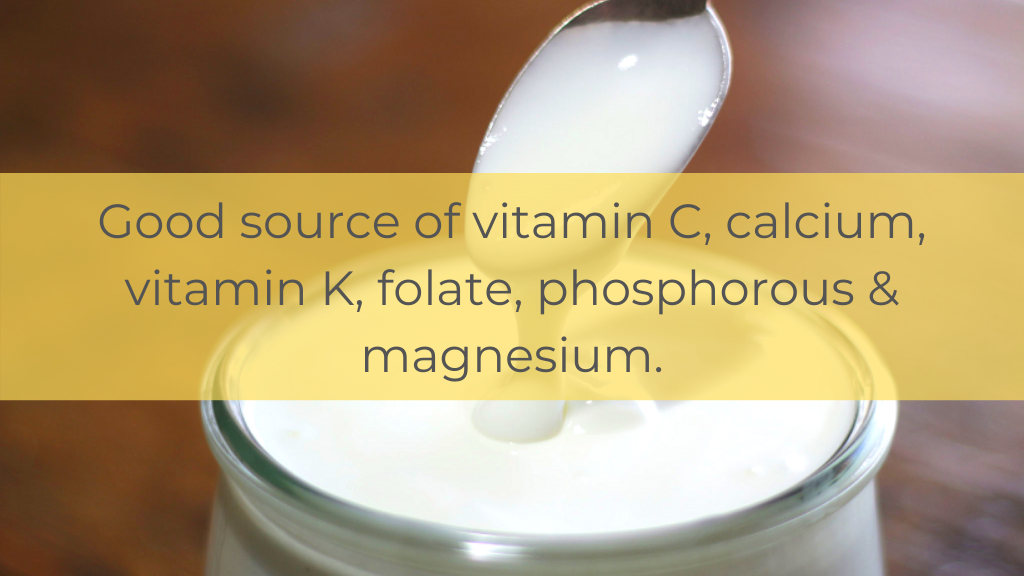 Good source of vitamin C, calcium,
vitamin K, folate, phosphorous &
magnesium.